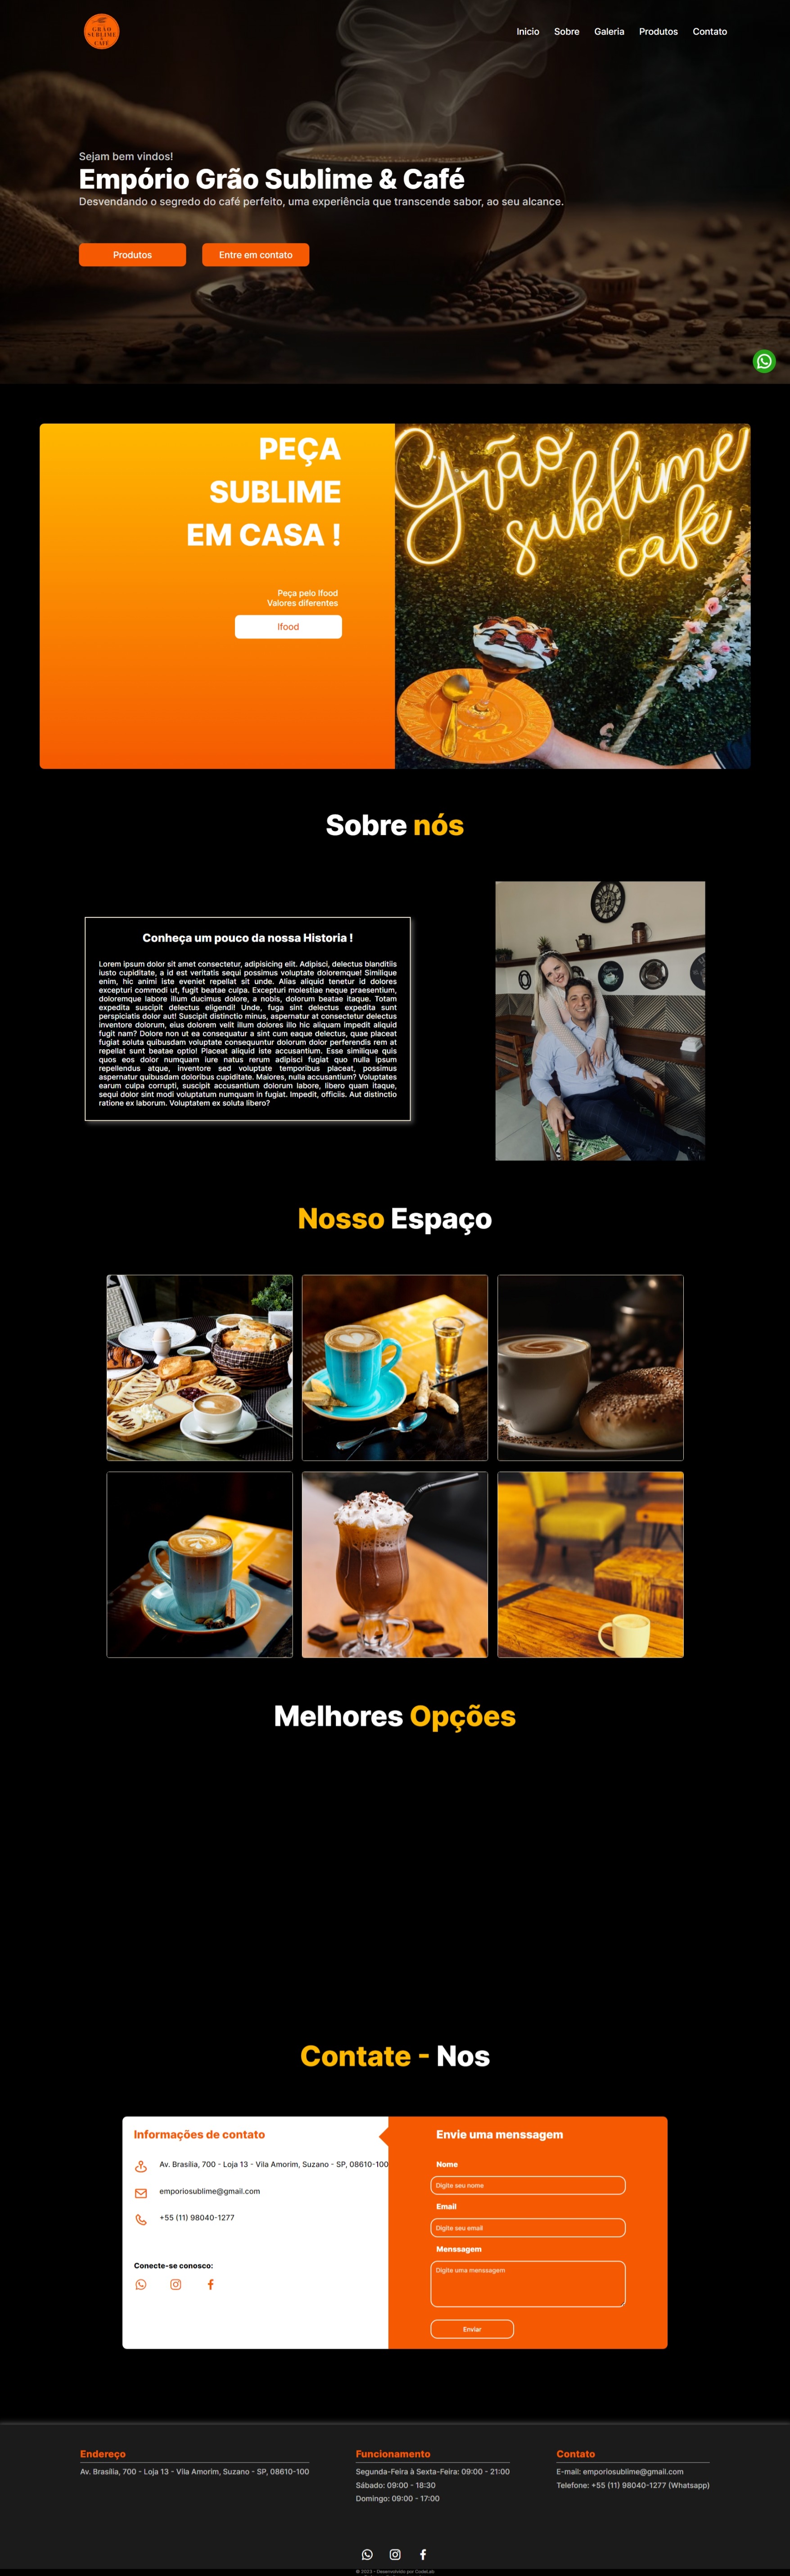 GRÃO
SUBLIME
&
CAFÉ
Inicio
Sobre
Galeria
Produtos
Contato
Sejam bem vindos!
Empório Grão Sublime & Café
Desvendando o segredo do café perfeito, uma experiência que transcende sabor, ao seu alcance.
Produtos
Entre em contato
PEÇA
SUBLIME
EM CASA !
Peça pelo Ifood
Valores diferentes
Ifood
Grão
sublime
café
Sobre nós
Conheça um pouco da nossa Historia !
Lorem ipsum dolor sit amet consectetur, adipisicing elit. Adipisci, delectus blanditiis
iusto cupiditate, a id est veritatis sequi possimus voluptate doloremque! Similique
enim, hic animi iste eveniet repellat sit unde. Alias aliquid tenetur id dolores
excepturi commodi ut, fugit beatae culpa. Excepturi molestiae neque praesentium,
doloremque labore illum ducimus dolore, a nobis, dolorum beatae itaque. Totam
expedita suscipit delectus eligendi! Unde, fuga sint delectus expedita sunt
perspiciatis dolor aut! Suscipit distinctio minus, aspernatur at consectetur delectus
inventore dolorum, eius dolorem velit illum dolores illo hic aliquam impedit aliquid
fugit nam? Dolore non ut ea consequatur a sint cum eaque delectus, quae placeat
fugiat soluta quibusdam voluptate consequuntur dolorum dolor perferendis rem at
repellat sunt beatae optio! Placeat aliquid iste accusantium. Esse similique quis
quos eos dolor numquam iure natus rerum adipisci fugiat quo nulla ipsum
repellendus atque, inventore sed voluptate temporibus placeat, possimus
aspernatur quibusdam doloribus cupiditate. Maiores, nulla accusantium? Voluptates
earum culpa corrupti, suscipit accusantium dolorum labore, libero quam itaque,
sequi dolor sint modi voluptatum numquam in fugiat. Impedit, officiis. Aut distinctio
ratione ex laborum. Voluptatem ex soluta libero?
Nosso Espaço
Melhores Opções
Contate - Nos
Informações de contato
Av. Brasília, 700 - Loja 13 - Vila Amorim, Suzano - SP, 08610-100
emporiosublime@gmail.com
+55 (11) 98040-1277
Conecte-se conosco:
Envie uma menssagem
Nome
Digite seu nome
Email
Digite seu email
Menssagem
Digite uma menssagem
Enviar
Endereço
Av. Brasília, 700 - Loja 13 - Vila Amorim, Suzano - SP, 08610-100
Funcionamento
Segunda-Feira à Sexta-Feira: 09:00 - 21:00
Sábado: 09:00 - 18:30
Domingo: 09:00 - 17:00
Contato
E-mail: emporiosublime@gmail.com
Telefone: +55 (11) 98040-1277 (Whatsapp)
© 2023 - Desenvolvido por CodeLab